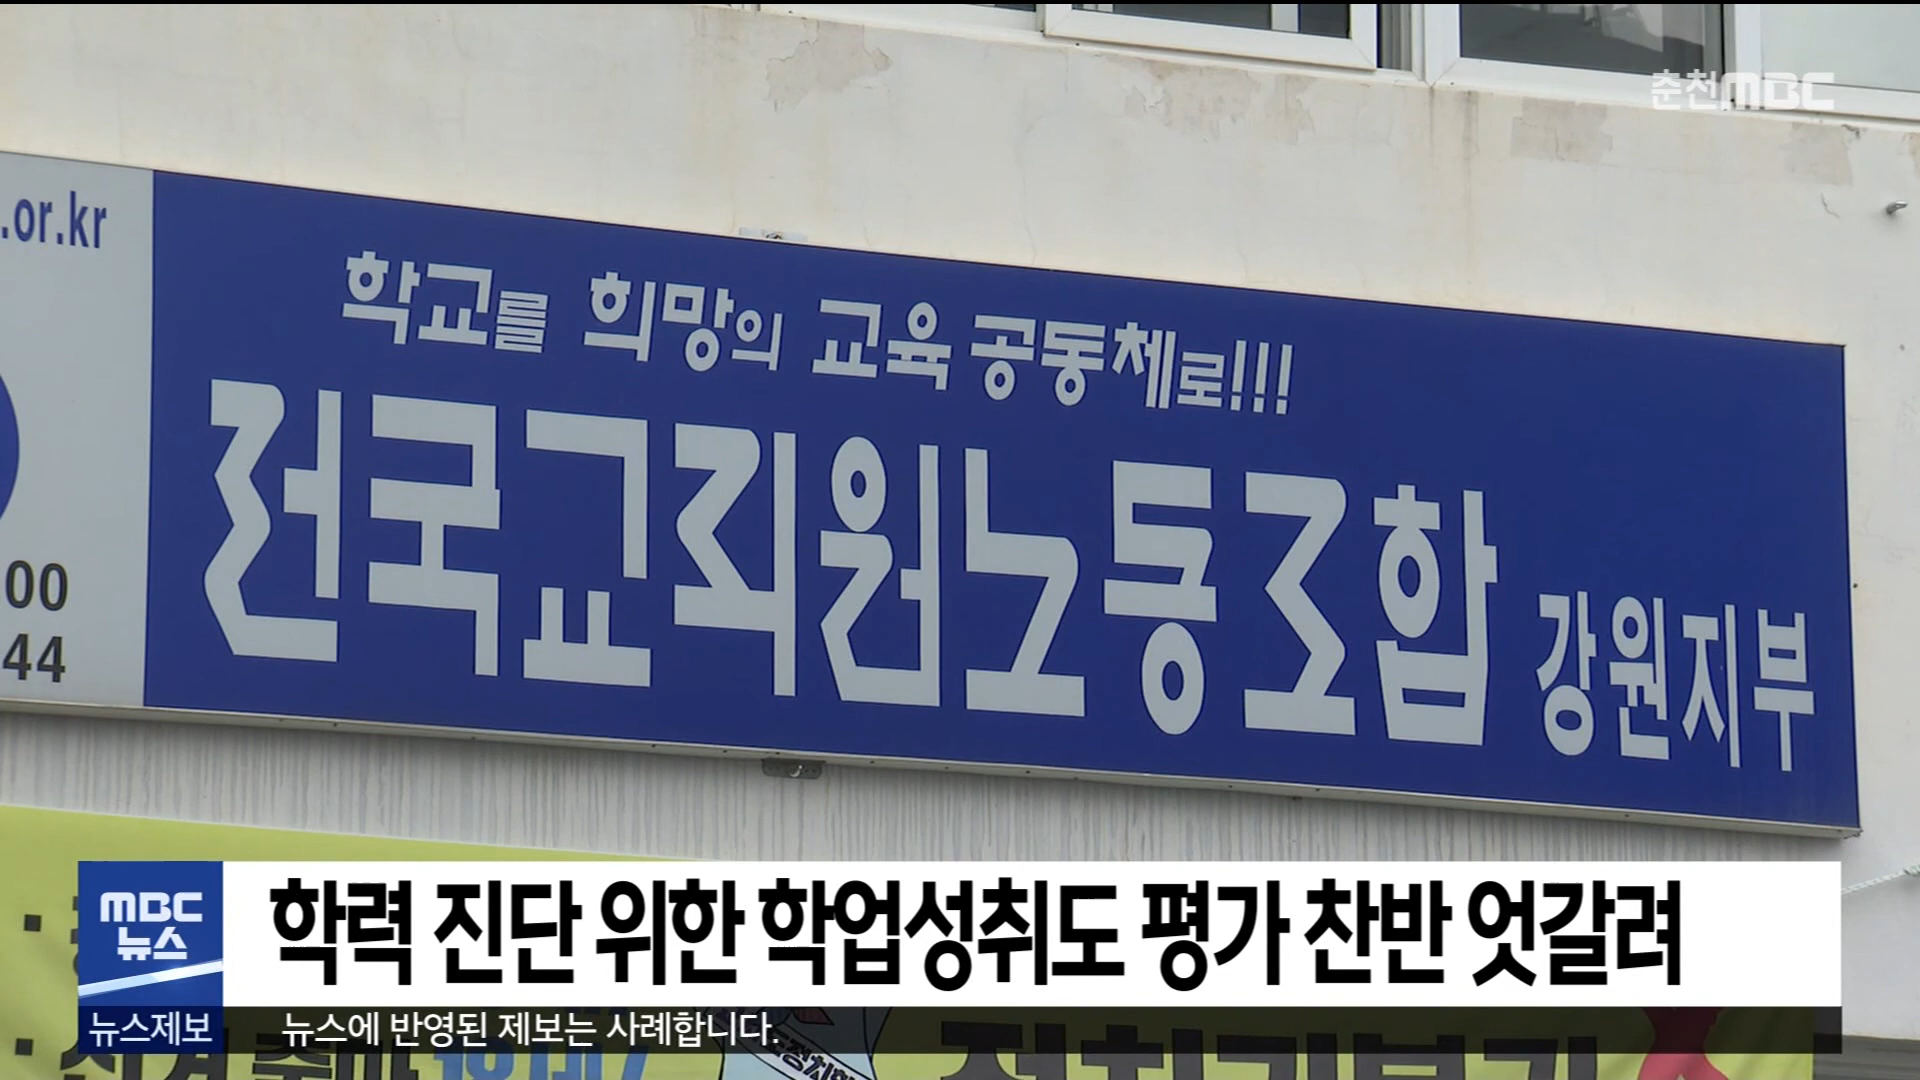 춘천MBC
.or.kr
학교를 희망의 교육 공동체로!!!
전국교직원노동조합 강원지부
00
44
MBC
뉴스
학력 진단 위한 학업성취도 평가 찬반 엇갈려
뉴스제보 뉴스에 반영된 제보는 사례합니다.